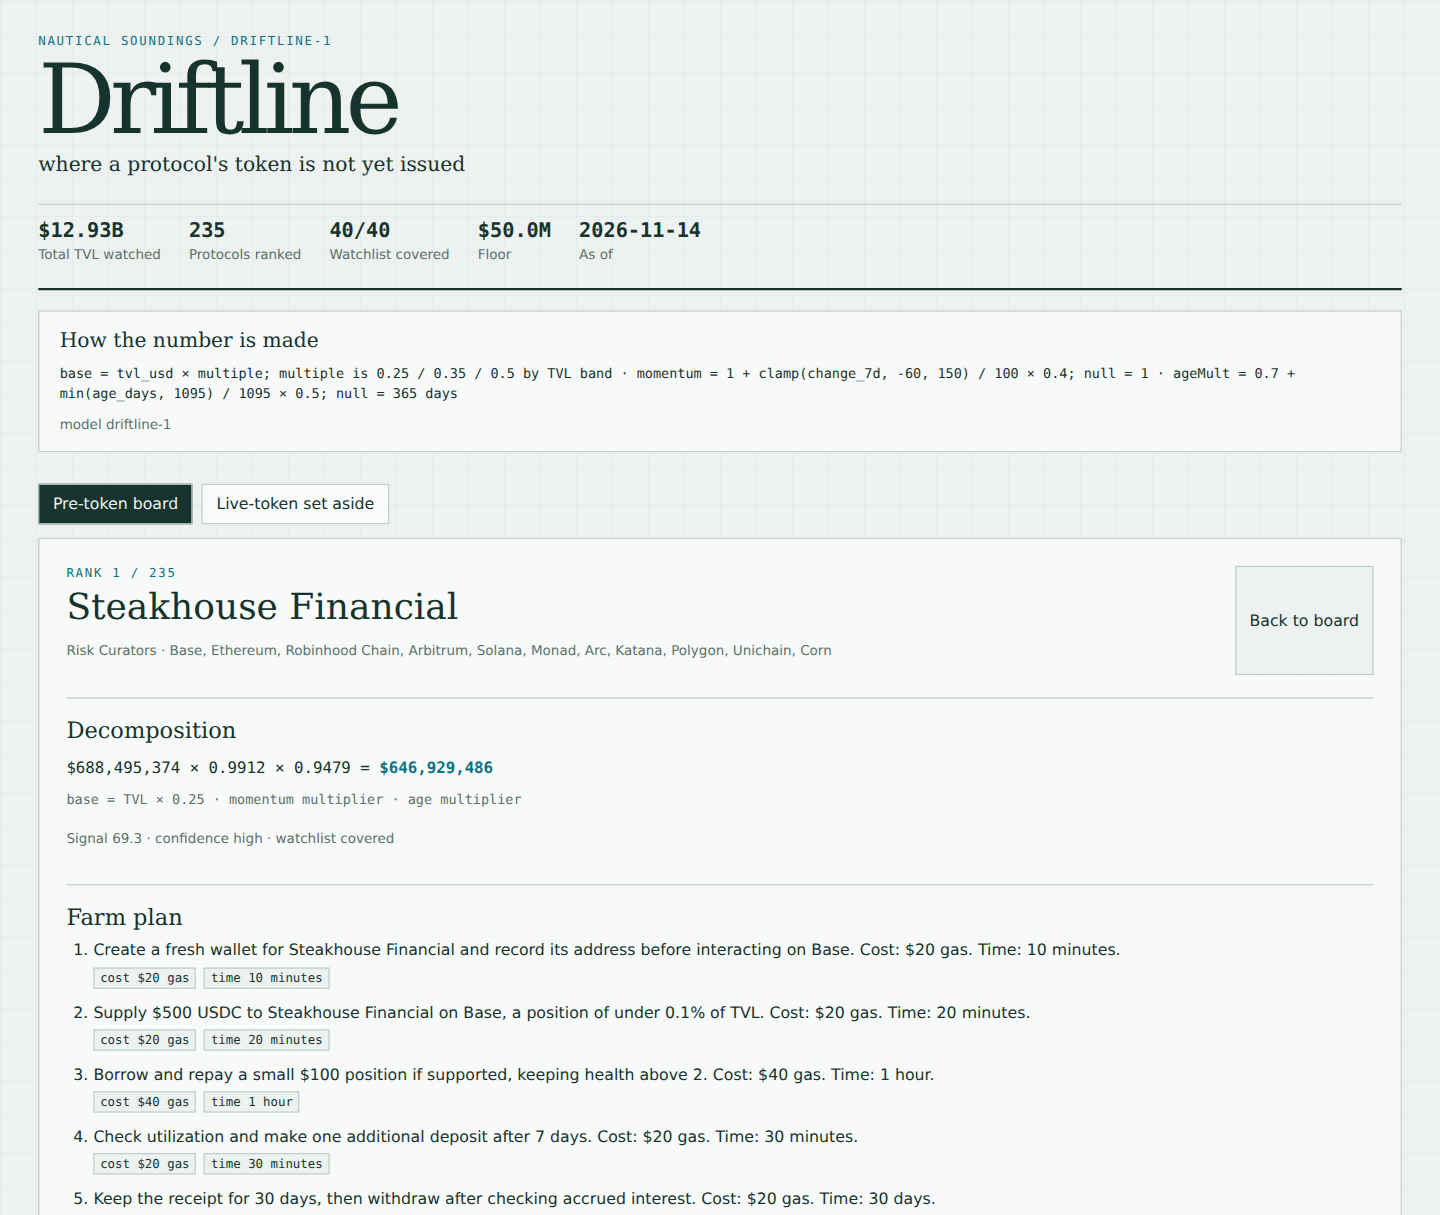 NAUTICAL SOUNDINGS / DRIFTLINE-1
Driftline
where a protocol's token is not yet issued
$12.93B
Total TVL watched
235
Protocols ranked
40/40
Watchlist covered
$50.0M
Floor
2026-11-14
As of
How the number is made
base = tvl_usd × multiple; multiple is 0.25 / 0.35 / 0.5 by TVL band · momentum = 1 + clamp(change_7d, -60, 150) / 100 × 0.4; null = 1 · ageMult = 0.7 +
min(age_days, 1095) / 1095 × 0.5; null = 365 days
model driftline-1
Pre-token board
Live-token set aside
RANK 1 / 235
Steakhouse Financial
Risk Curators · Base, Ethereum, Robinhood Chain, Arbitrum, Solana, Monad, Arc, Katana, Polygon, Unichain, Corn
Back to board
Decomposition
$688,495,374 × 0.9912 × 0.9479 = $646,929,486
base = TVL × 0.25 · momentum multiplier · age multiplier
Signal 69.3 · confidence high · watchlist covered
Farm plan
1. Create a fresh wallet for Steakhouse Financial and record its address before interacting on Base. Cost: $20 gas. Time: 10 minutes.
cost $20 gas
time 10 minutes
2. Supply $500 USDC to Steakhouse Financial on Base, a position of under 0.1% of TVL. Cost: $20 gas. Time: 20 minutes.
cost $20 gas
time 20 minutes
3. Borrow and repay a small $100 position if supported, keeping health above 2. Cost: $40 gas. Time: 1 hour.
cost $40 gas
time 1 hour
4. Check utilization and make one additional deposit after 7 days. Cost: $20 gas. Time: 30 minutes.
cost $20 gas
time 30 minutes
5. Keep the receipt for 30 days, then withdraw after checking accrued interest. Cost: $20 gas. Time: 30 days.